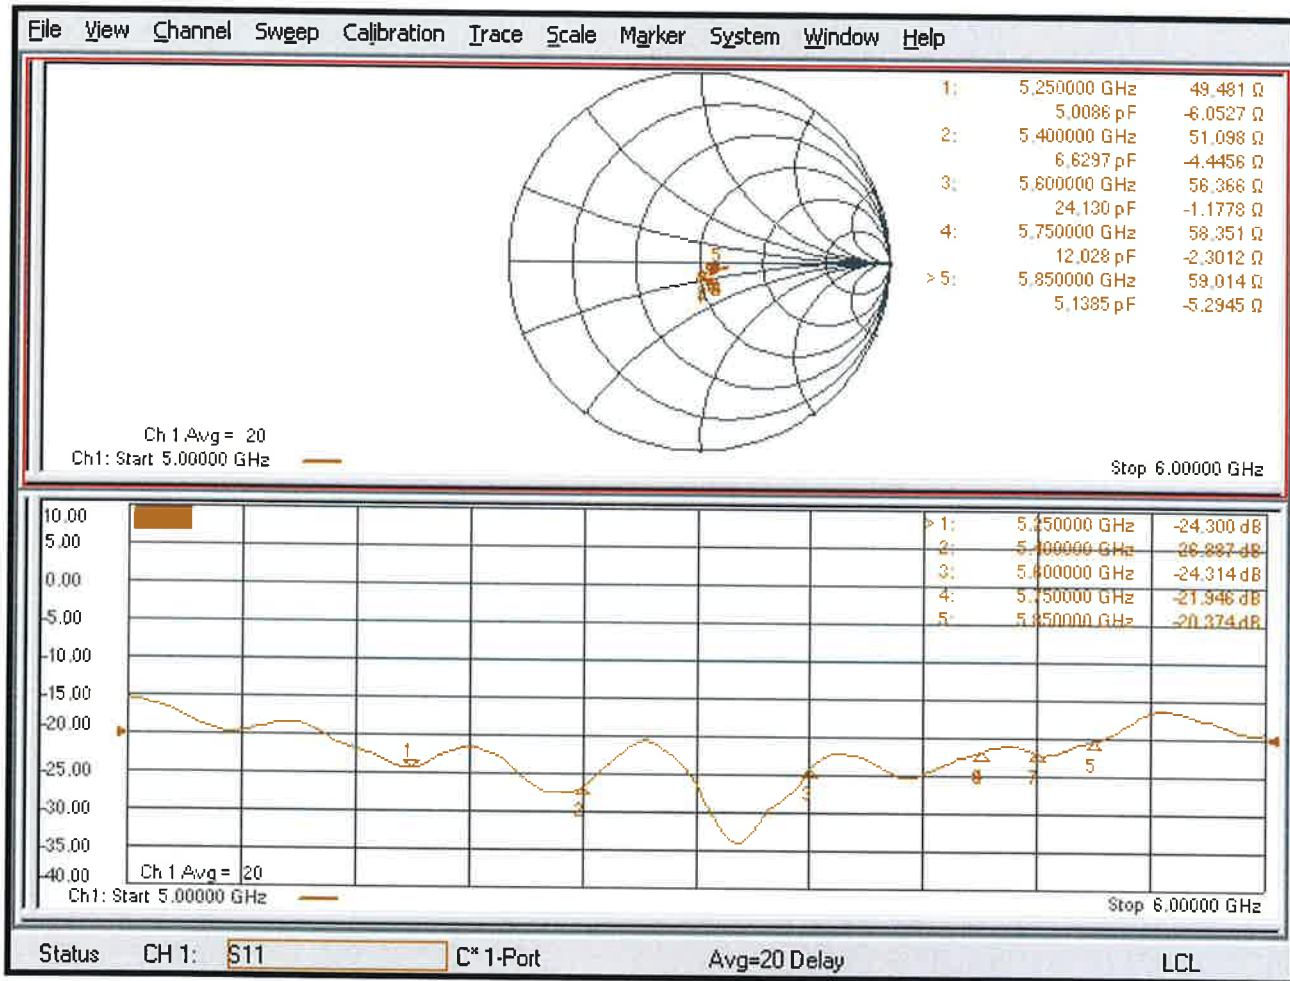 File View Channel Sweep Calibration Trace Scale Marker System Window Help
1: 5.250000 GHz 49.481 Ω
5.0086 pF -6.0527 Ω
2: 5.400000 GHz 51.098 Ω
6.6297 pF -4.4456 Ω
3: 5.600000 GHz 56.366 Ω
24.130 pF -1.1778 Ω
4: 5.750000 GHz 58.351 Ω
12.028 pF -2.3012 Ω
> 5: 5.850000 GHz 59.014 Ω
5.1385 pF -5.2945 Ω
5
Ch 1 Avg = 20
Ch1: Start 5.00000 GHz
Stop 6.00000 GHz
10.00
5.00
0.00
-5.00
-10.00
-15.00
-20.00
-25.00
-30.00
-35.00
-40.00
> 1: 5.250000 GHz -24.300 dB
2: 5.400000 GHz -26.887 dB
3: 5.600000 GHz -24.314 dB
4: 5.750000 GHz -21.946 dB
5: 5.850000 GHz -20.374 dB
1
2
3
7
5
Ch 1 Avg = 20
Ch1: Start 5.00000 GHz
Stop 6.00000 GHz
Status CH 1: S11 C* 1-Port Avg=20 Delay LCL